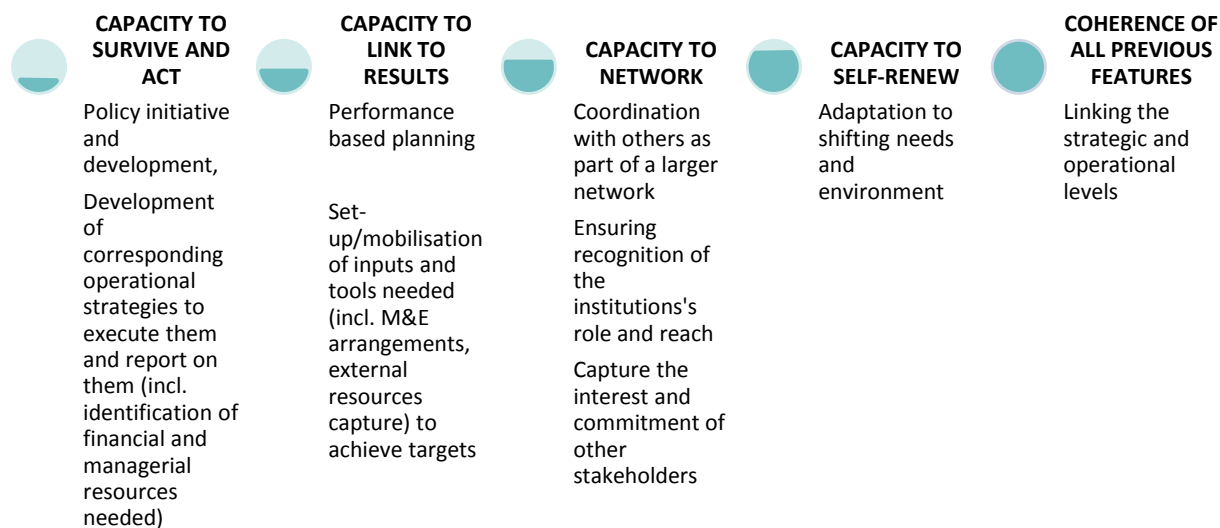 CAPACITY TO
SURVIVE AND
ACT
Policy initiative
and
development,
Development
of
corresponding
operational
strategies to
execute them
and report on
them (incl.
identification of
financial and
managerial
resources
needed)
CAPACITY TO
LINK TO
RESULTS
Performance
based planning
Set-
up/mobilisation
of inputs and
tools needed
(incl. M&E
arrangements,
external
resources
capture) to
achieve targets
CAPACITY TO
NETWORK
Coordination
with others as
part of a larger
network
Ensuring
recognition of
the
institutions's
role and reach
Capture the
interest and
commitment of
other
stakeholders
CAPACITY TO
SELF-RENEW
Adaptation to
shifting needs
and
environment
COHERENCE OF
ALL PREVIOUS
FEATURES
Linking the
strategic and
operational
levels